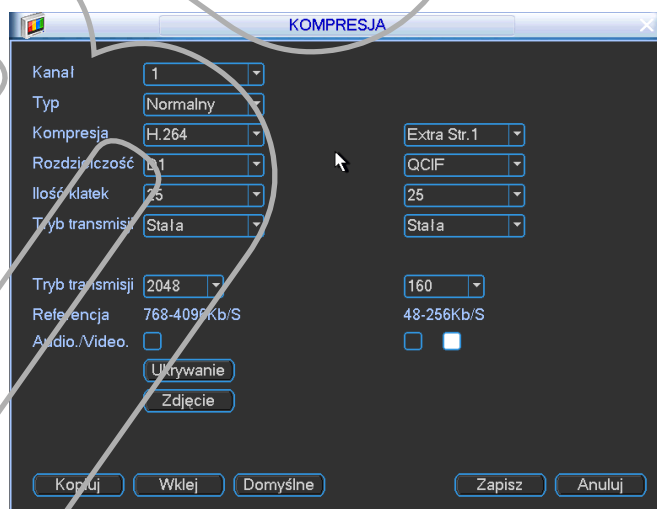 KOMPRESJA
Kanał 1
Typ Normalny
Kompresja H.264 Extra Str.1
Rozdzielczość D1 QCIF
Ilość klatek 25 25
Tryb transmisji Stała Stała
Tryb transmisji 2048 160
Referencja 768-4096Kb/S 48-256Kb/S
Audio./Video.
Ukrywanie
Zdjęcie
Kopiuj Wklej Domyślne Zapisz Anuluj